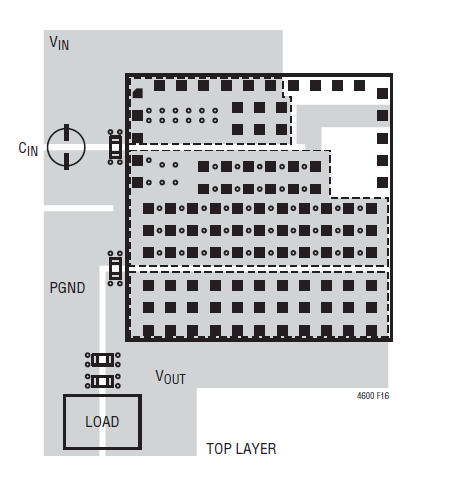 VIN
CIN
PGND
VOUT
4600 F16
LOAD
TOP LAYER